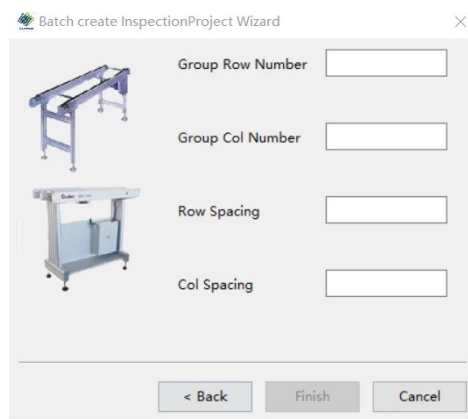 Batch create InspectionProject Wizard
Group Row Number
Group Col Number
Row Spacing
Col Spacing
< Back Finish Cancel